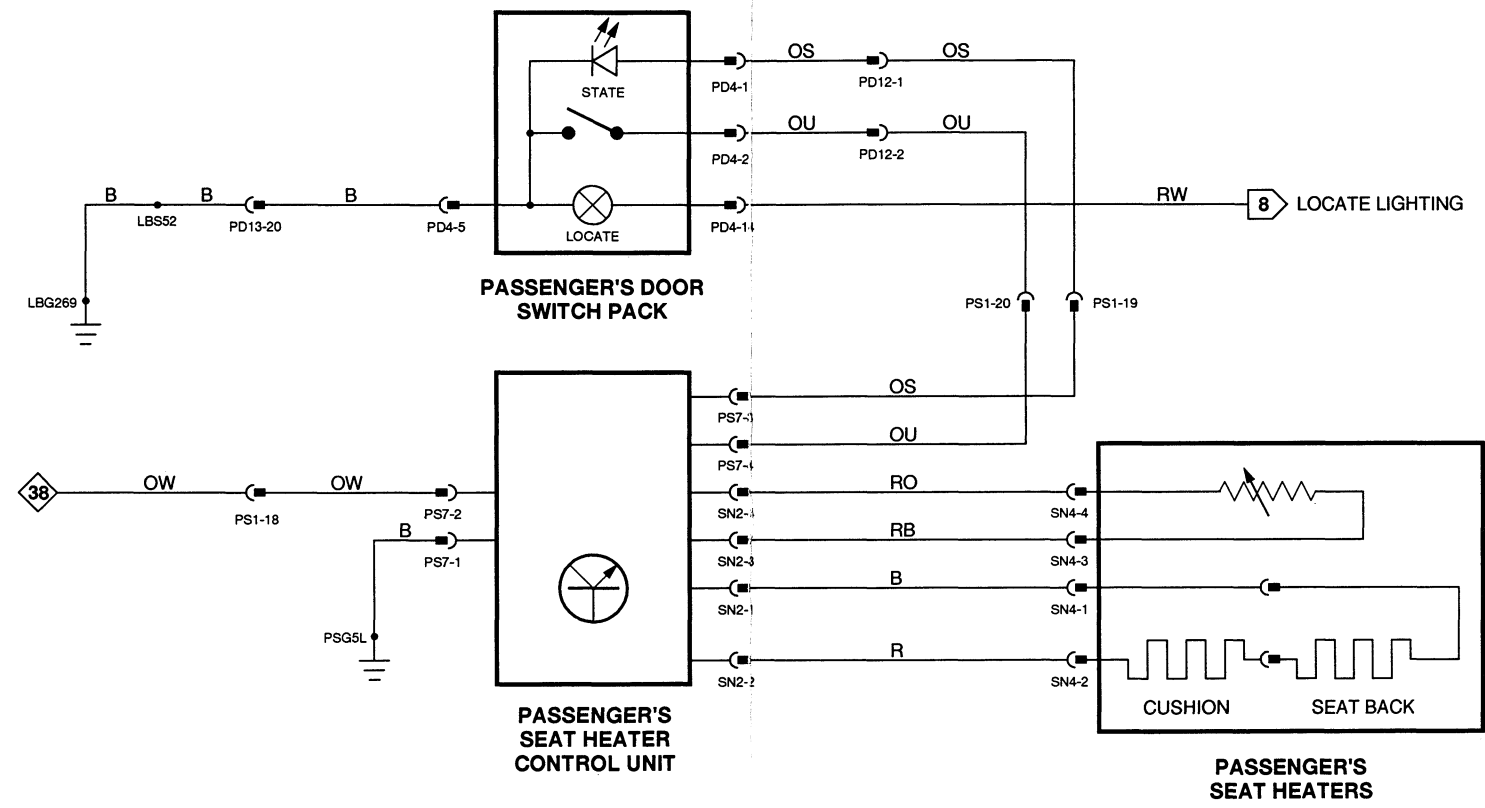 OS
OS
STATE
PD4-1
PD12-1
OU
OU
PD4-2
PD12-2
B
B
B
RW
8
LOCATE LIGHTING
LBS52
PD13-20
PD4-5
LOCATE
PASSENGER'S DOOR
SWITCH PACK
LBG269
PS1-20
PS1-19
OS
OU
38
OW
OW
RO
PS1-18
PS7-2
SN4-4
B
RB
PS7-1
SN2-3
SN4-3
B
SN2-1
SN4-1
PSG5L
R
SN2-2
SN4-2
CUSHION
SEAT BACK
PASSENGER'S
SEAT HEATER
CONTROL UNIT
PASSENGER'S
SEAT HEATERS